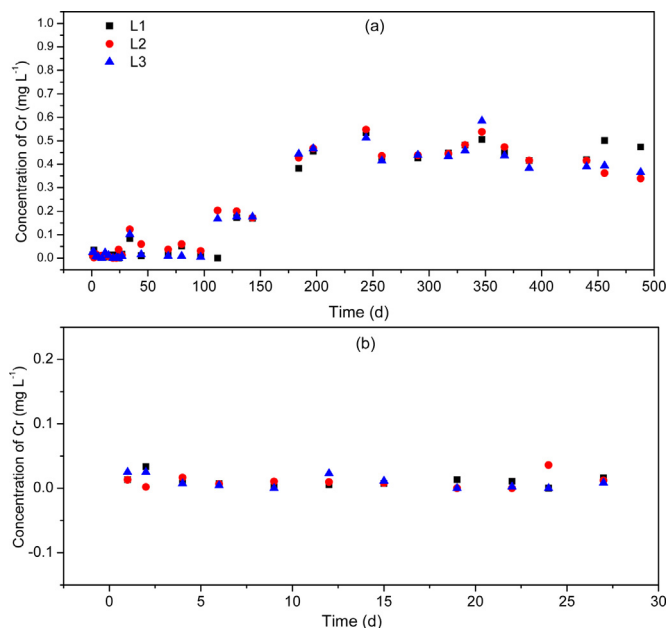 (a)
L1
L2
L3
Concentration of Cr (mg L⁻¹)
1.0
0.9
0.8
0.7
0.6
0.5
0.4
0.3
0.2
0.1
0.0
0 50 100 150 200 250 300 350 400 450 500
Time (d)
(b)
Concentration of Cr (mg L⁻¹)
0.2
0.1
0.0
-0.1
0 5 10 15 20 25 30
Time (d)